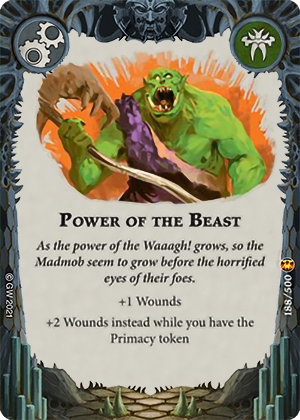 POWER OF THE BEAST
As the power of the Waaagh! grows, so the
Madmob seem to grow before the horrified
eyes of their foes.
+1 Wounds
+2 Wounds instead while you have the
Primacy token
© GW 2021
188/500